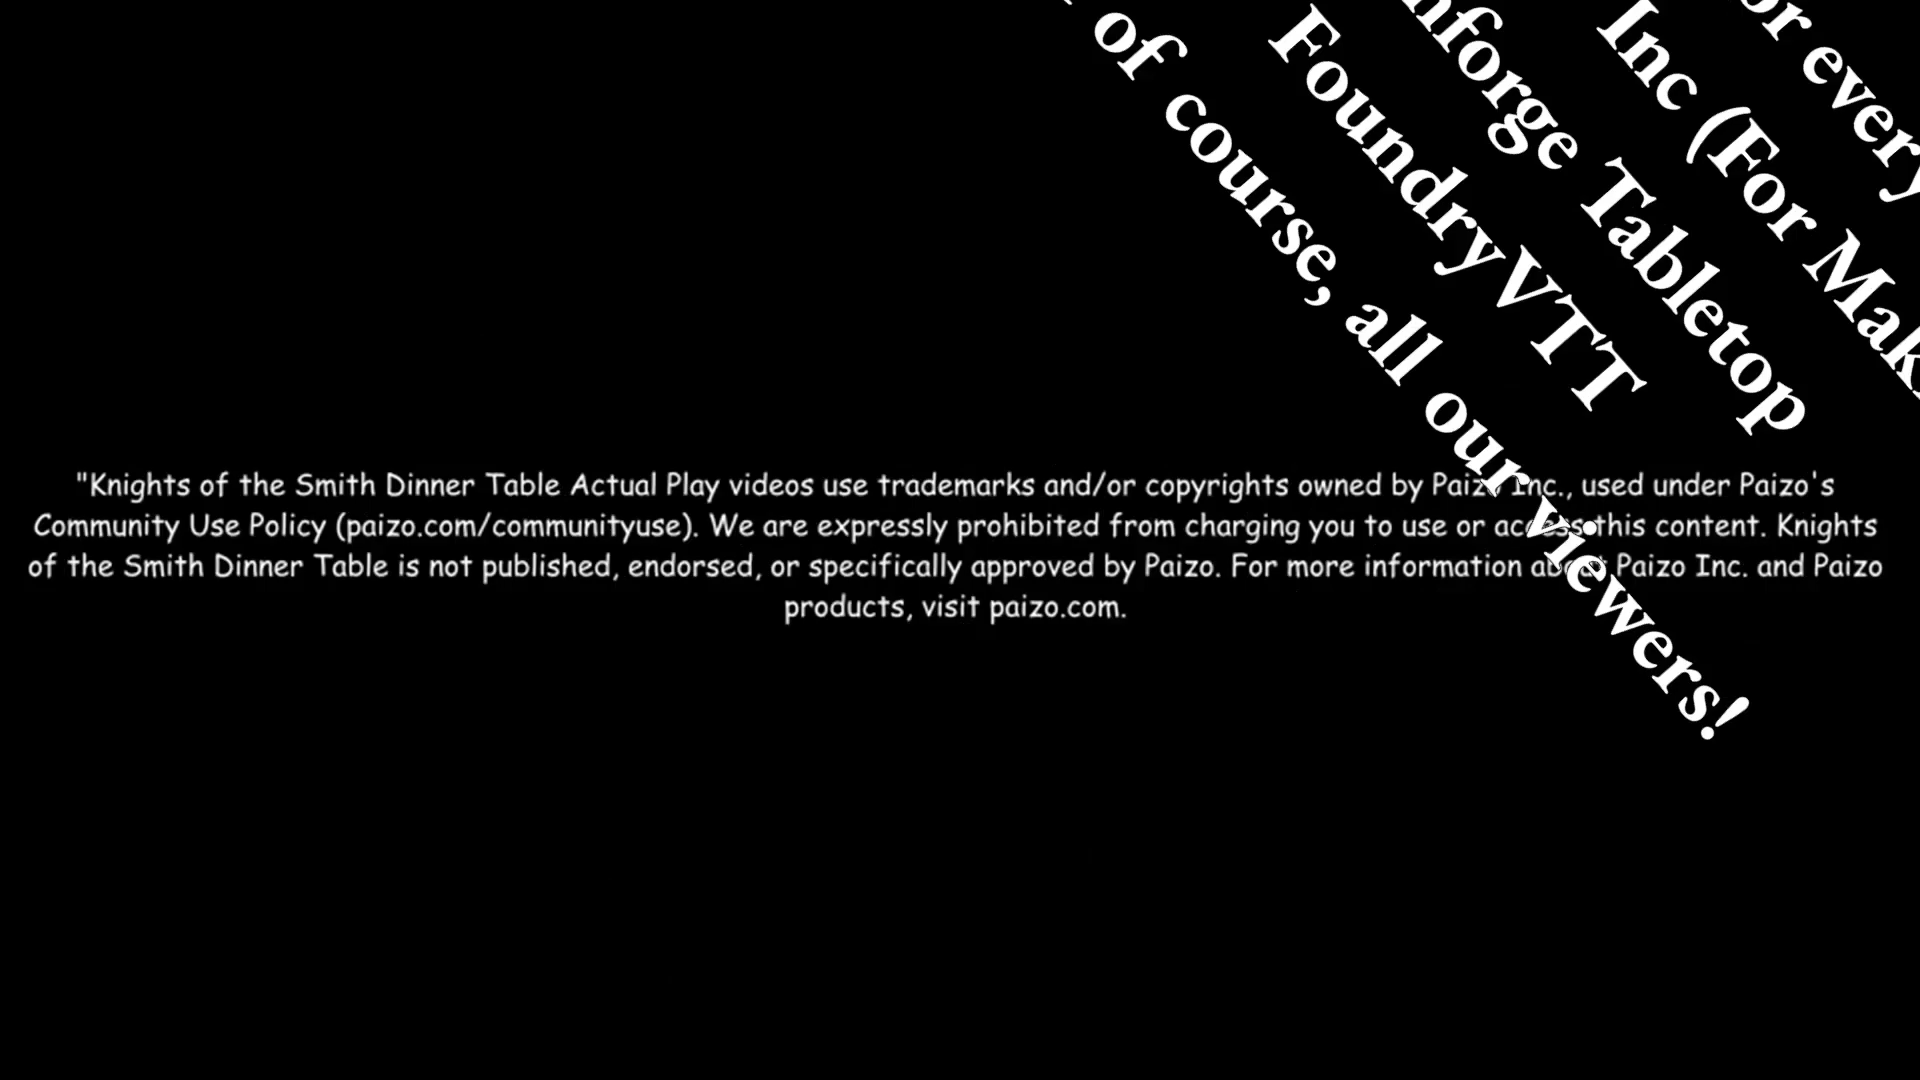 or every
Inc (For Mak
nforge Tabletop
FoundryVTT
of course, all our viewers!
"Knights of the Smith Dinner Table Actual Play videos use trademarks and/or copyrights owned by Paizo Inc., used under Paizo's
Community Use Policy (paizo.com/communityuse). We are expressly prohibited from charging you to use or access this content. Knights
of the Smith Dinner Table is not published, endorsed, or specifically approved by Paizo. For more information about Paizo Inc. and Paizo
products, visit paizo.com.